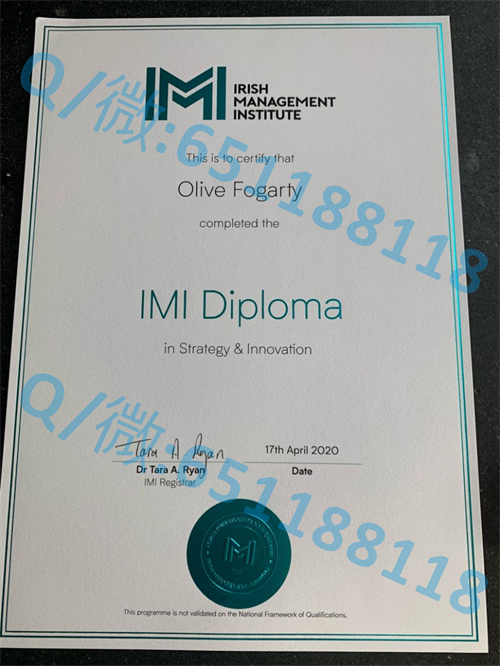 IMI IRISH
MANAGEMENT
INSTITUTE
This is to certify that
Olive Fogarty
completed the
IMI Diploma
in Strategy & Innovation
Tara A Ryan
17th April 2020
Dr Tara A. Ryan
Date
IMI Registrar
IMI
This programme is not validated on the National Framework of Qualifications.
Q/微:651188118
Q/微:651188118